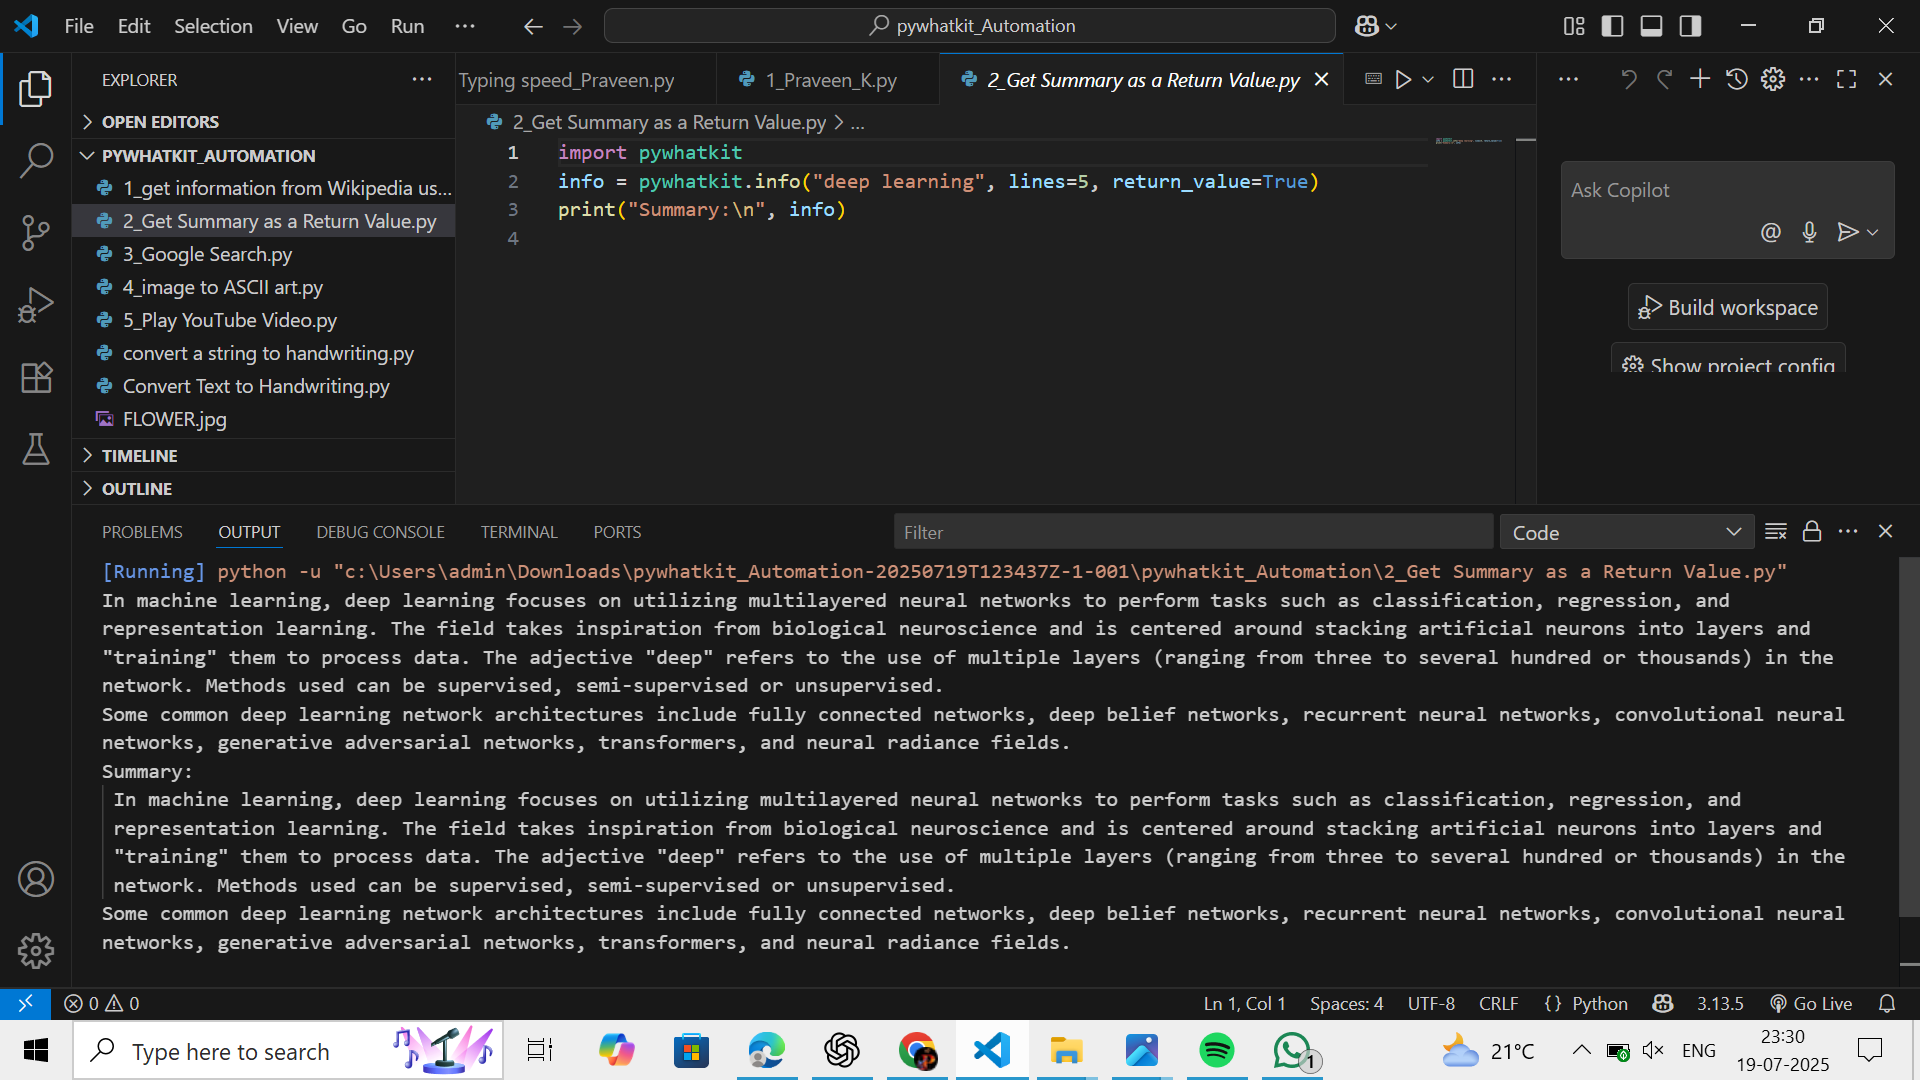 File Edit Selection View Go Run ...
pywhatkit_Automation
EXPLORER
OPEN EDITORS
PYWHATKIT_AUTOMATION
1_get information from Wikipedia us...
2_Get Summary as a Return Value.py
3_Google Search.py
4_image to ASCII art.py
5_Play YouTube Video.py
convert a string to handwriting.py
Convert Text to Handwriting.py
FLOWER.jpg
TIMELINE
OUTLINE
Typing speed_Praveen.py 1_Praveen_K.py 2_Get Summary as a Return Value.py
2_Get Summary as a Return Value.py > ...
1 import pywhatkit
2 info = pywhatkit.info("deep learning", lines=5, return_value=True)
3 print("Summary:\n", info)
4
Ask Copilot
Build workspace
Show project config
PROBLEMS OUTPUT DEBUG CONSOLE TERMINAL PORTS
Filter
Code
[Running] python -u "c:\Users\admin\Downloads\pywhatkit_Automation-20250719T123437Z-1-001\pywhatkit_Automation\2_Get Summary as a Return Value.py"
In machine learning, deep learning focuses on utilizing multilayered neural networks to perform tasks such as classification, regression, and
representation learning. The field takes inspiration from biological neuroscience and is centered around stacking artificial neurons into layers and
"training" them to process data. The adjective "deep" refers to the use of multiple layers (ranging from three to several hundred or thousands) in the
network. Methods used can be supervised, semi-supervised or unsupervised.
Some common deep learning network architectures include fully connected networks, deep belief networks, recurrent neural networks, convolutional neural
networks, generative adversarial networks, transformers, and neural radiance fields.
Summary:
In machine learning, deep learning focuses on utilizing multilayered neural networks to perform tasks such as classification, regression, and
representation learning. The field takes inspiration from biological neuroscience and is centered around stacking artificial neurons into layers and
"training" them to process data. The adjective "deep" refers to the use of multiple layers (ranging from three to several hundred or thousands) in the
network. Methods used can be supervised, semi-supervised or unsupervised.
Some common deep learning network architectures include fully connected networks, deep belief networks, recurrent neural networks, convolutional neural
networks, generative adversarial networks, transformers, and neural radiance fields.
0 0
Ln 1, Col 1 Spaces: 4 UTF-8 CRLF {} Python 3.13.5 Go Live
Type here to search
1
21°C
ENG
23:30
19-07-2025